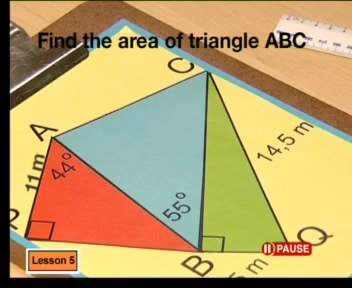 Find the area of triangle ABC
C
A
14,5 m
11 m
44°
55°
PAUSE
Q
Lesson 5
B